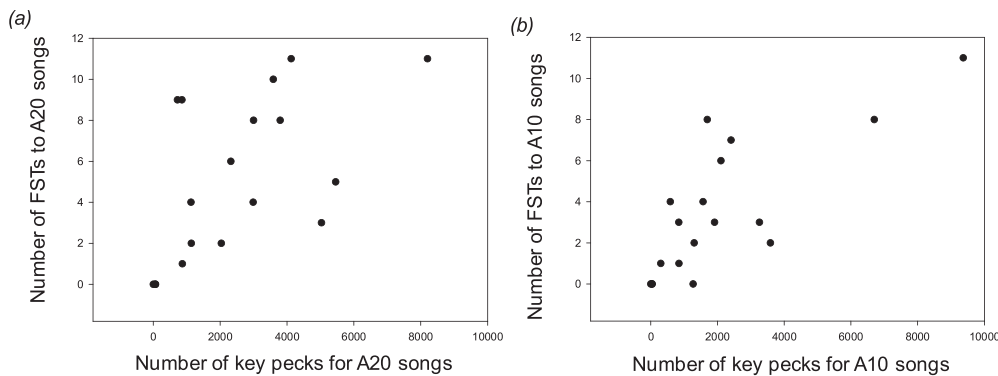 (a)
Number of FSTs to A20 songs
12
10
8
6
4
2
0
0 2000 4000 6000 8000 10000
Number of key pecks for A20 songs
(b)
Number of FSTs to A10 songs
12
10
8
6
4
2
0
0 2000 4000 6000 8000 10000
Number of key pecks for A10 songs